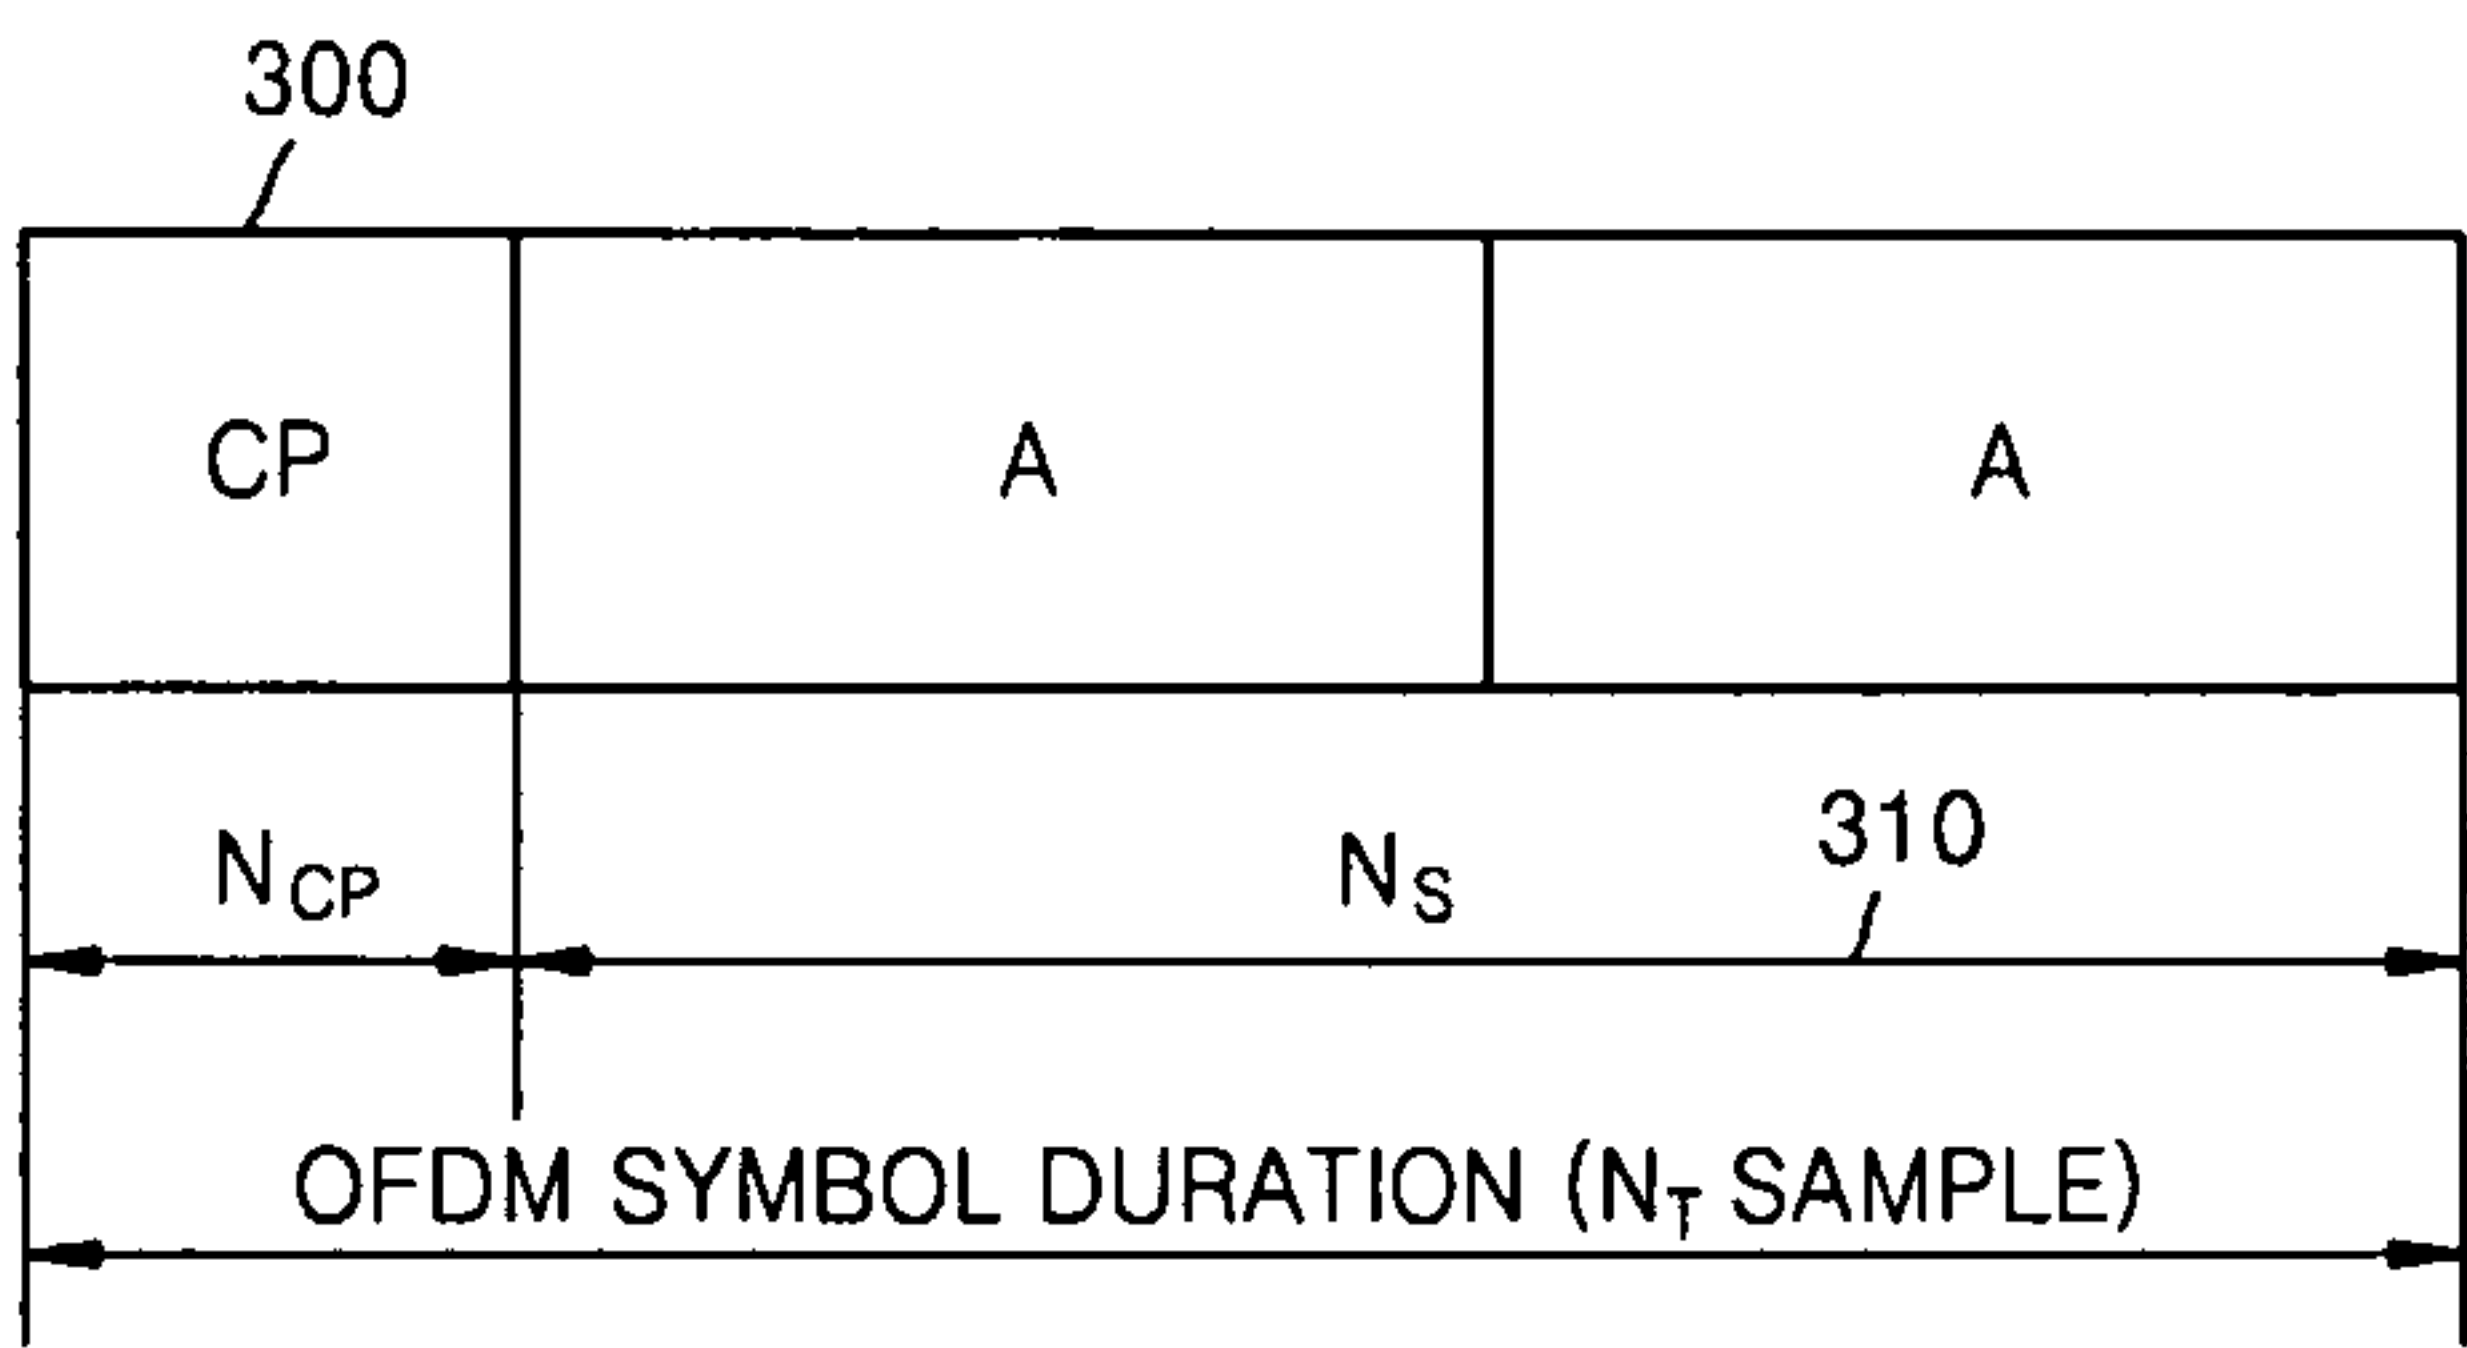 300
CP A A
N_CP N_S 310
OFDM SYMBOL DURATION (N_T SAMPLE)